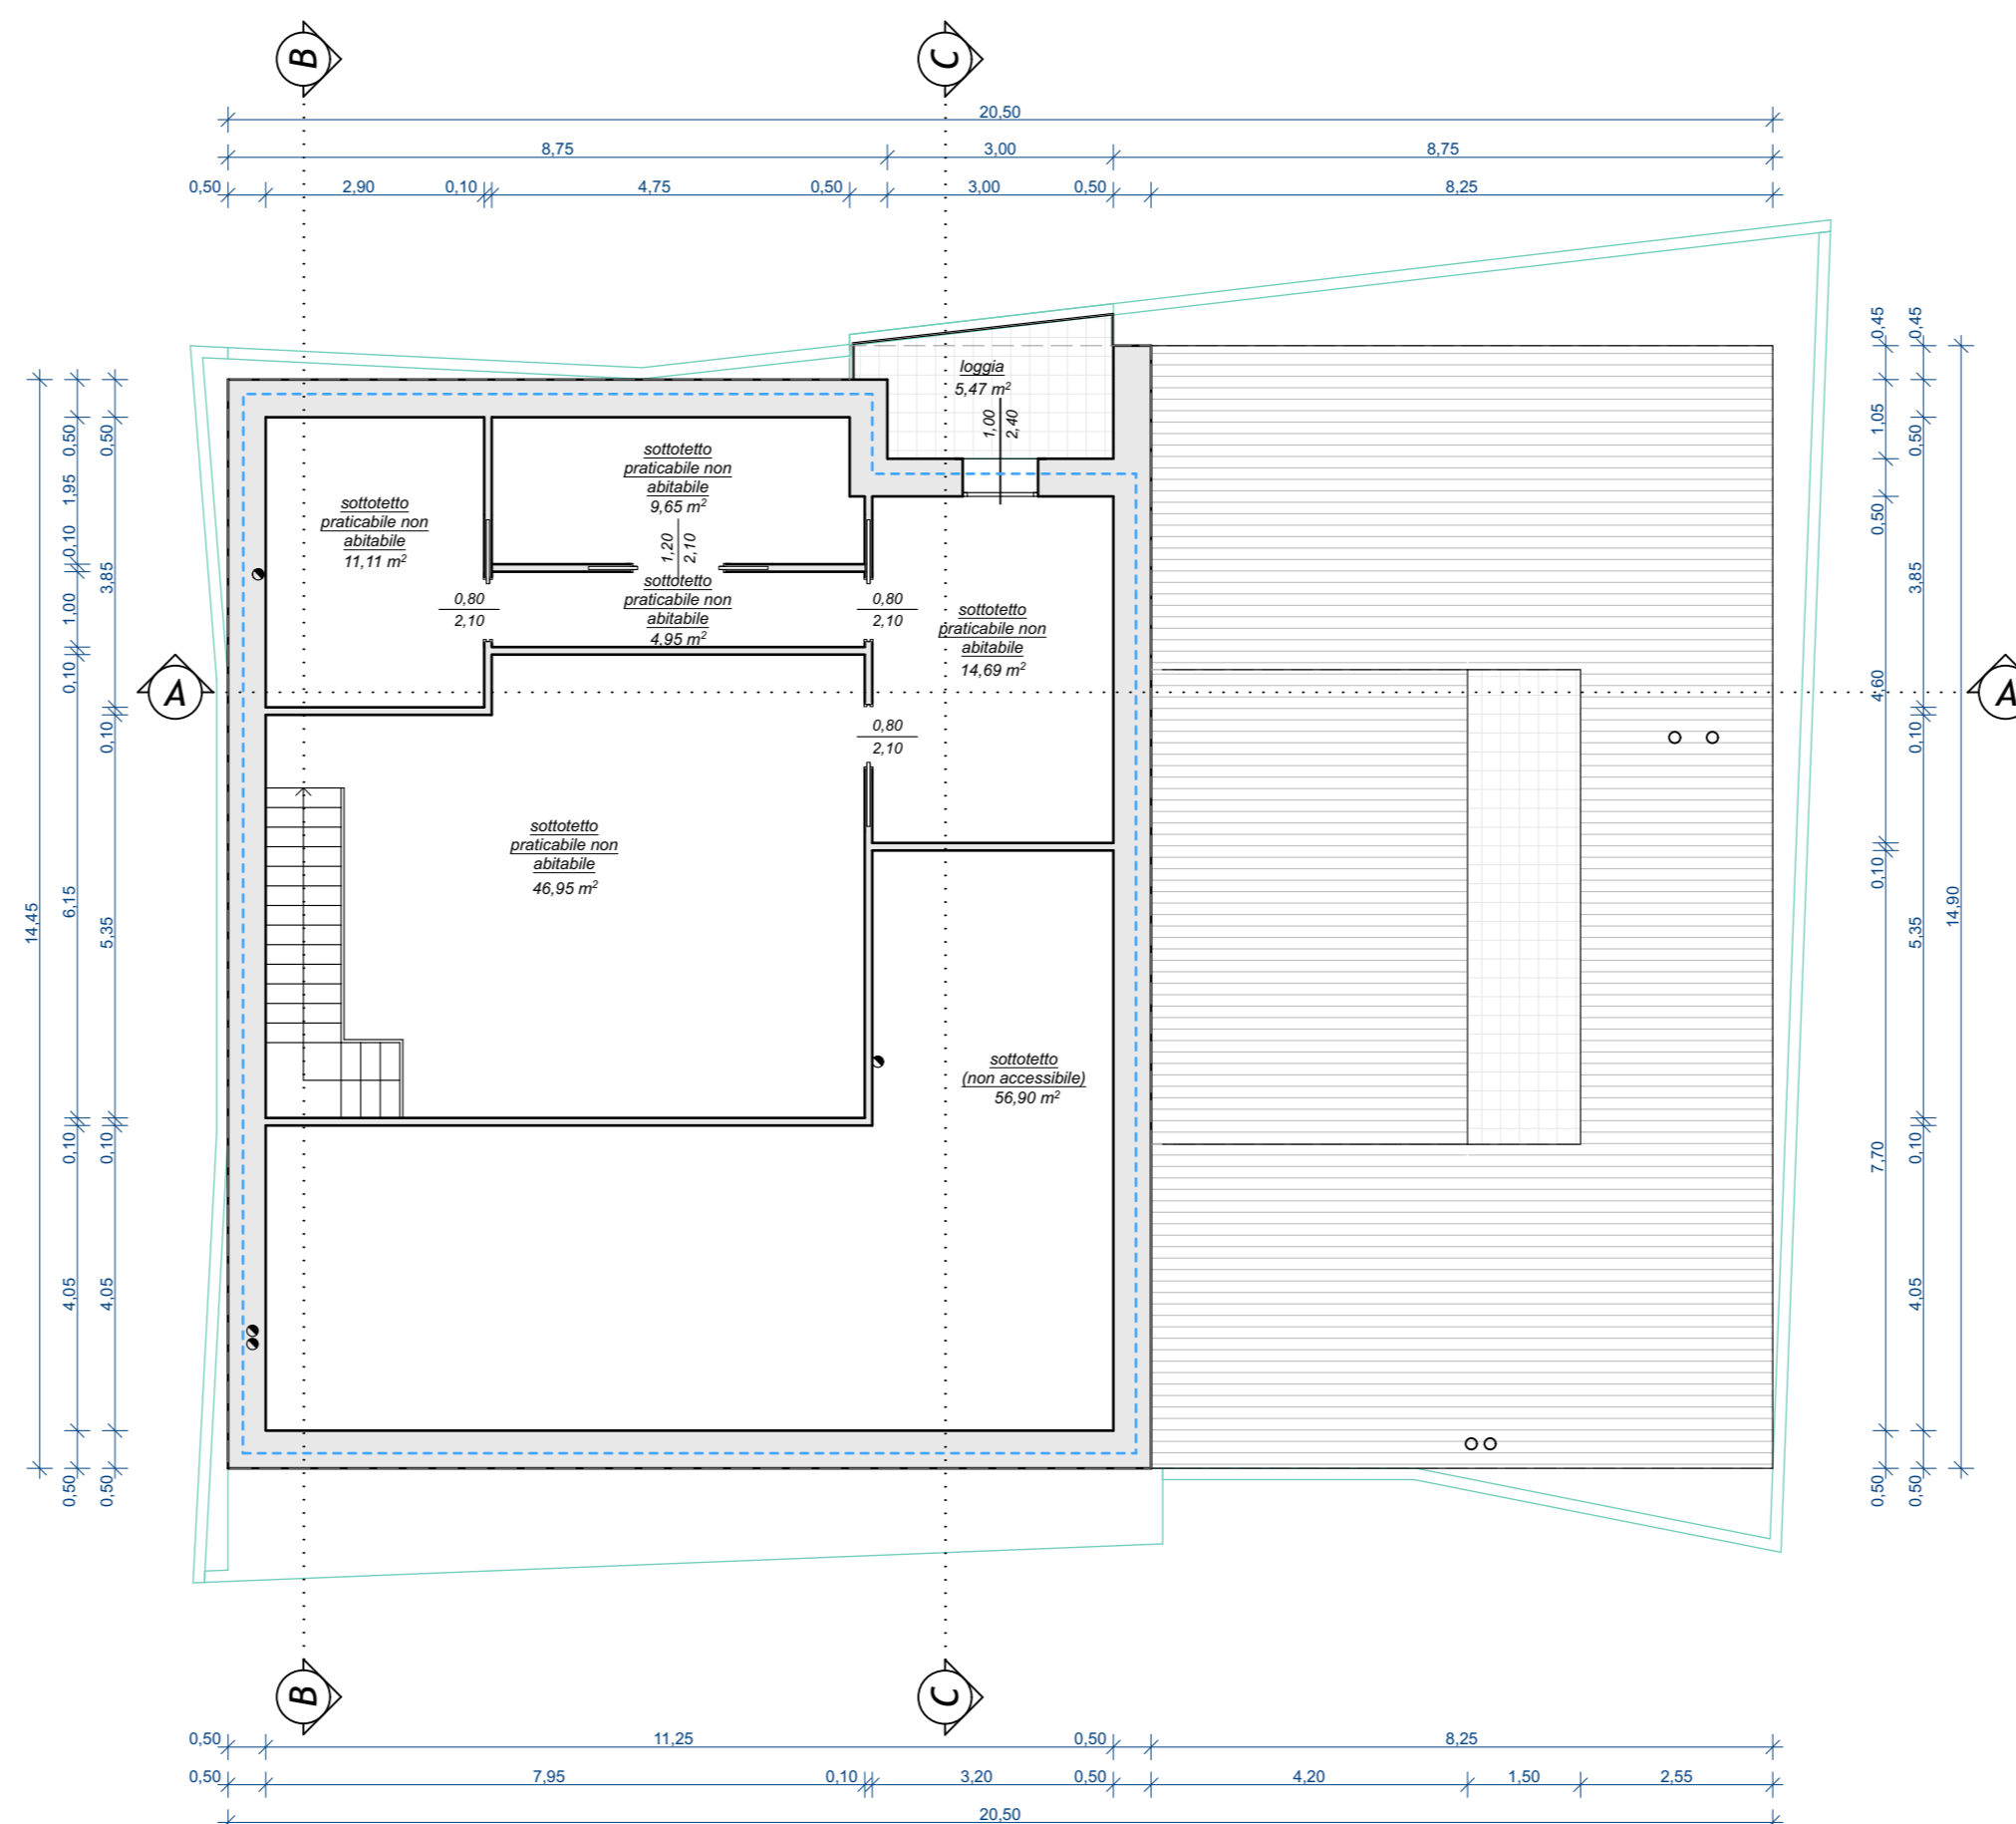 B
C
20,50
8,75
3,00
8,75
0,50
2,90
0,10
4,75
0,50
3,00
0,50
8,25
loggia
5,47 m²
1,00
2,40
sottotetto
praticabile non
abitabile
9,65 m²
1,20
2,10
sottotetto
praticabile non
abitabile
11,11 m²
sottotetto
praticabile non
abitabile
4,95 m²
0,80
2,10
0,80
2,10
sottotetto
praticabile non
abitabile
14,69 m²
A
A
0,80
2,10
sottotetto
praticabile non
abitabile
46,95 m²
sottotetto
(non accessibile)
56,90 m²
14,45
0,50
1,95
0,10
1,00
0,10
6,15
0,10
4,05
0,50
0,50
3,85
0,10
5,35
0,10
4,05
0,50
0,45
1,05
0,50
4,60
0,10
7,70
0,50
0,45
0,50
3,85
0,10
5,35
0,10
4,05
0,50
14,90
B
C
0,50
11,25
0,50
8,25
0,50
7,95
0,10
3,20
0,50
4,20
1,50
2,55
20,50